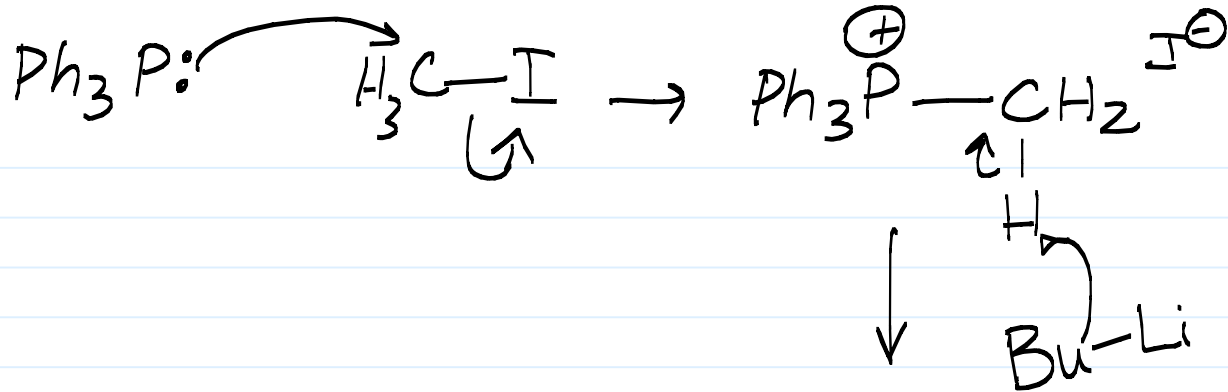 Ph₃P: H₃C—I → Ph₃P⊕—CH₂ I⊖
H
Bu—Li